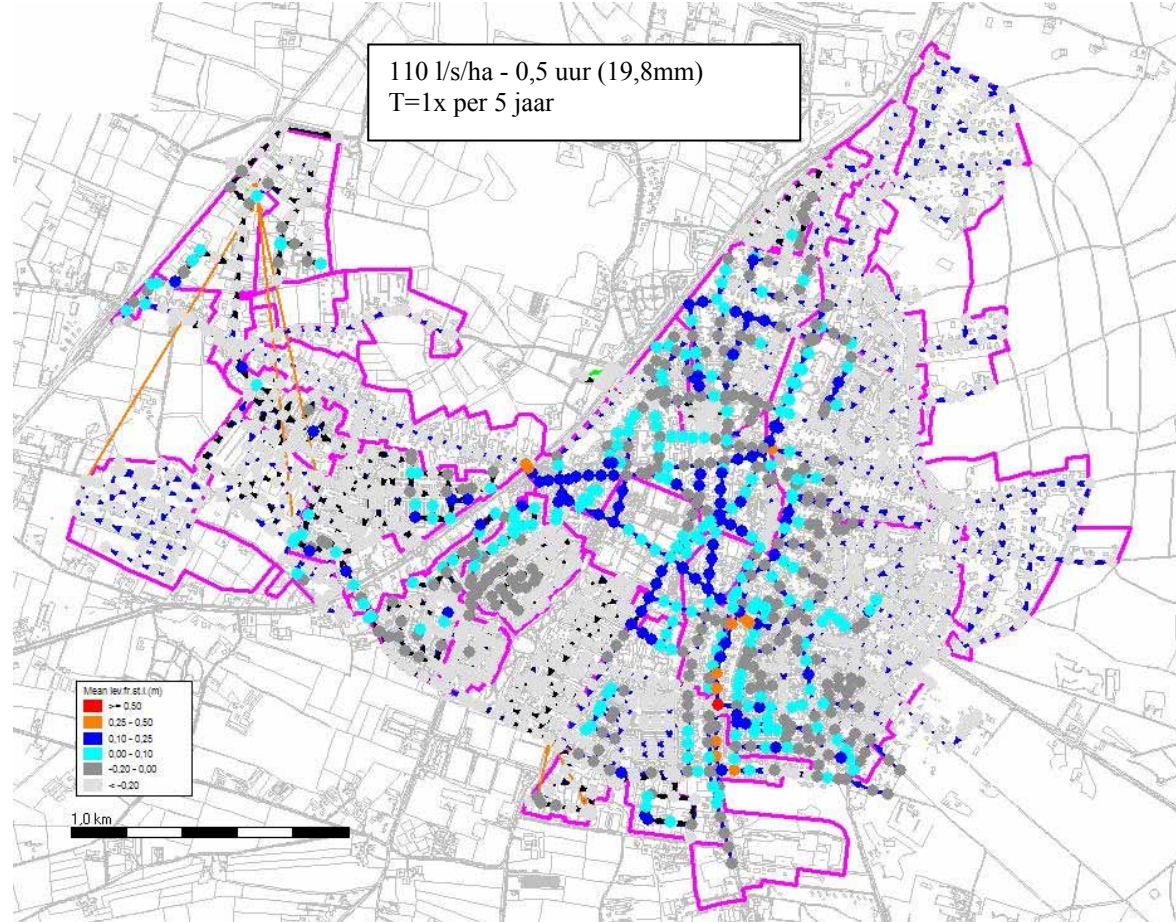 110 l/s/ha - 0,5 uur (19,8mm)
T=1x per 5 jaar
Mean lev.fr.st.l.(m)
>= 0,50
0,25 - 0,50
0,10 - 0,25
0,00 - 0,10
-0,20 - 0,00
< -0,20
1,0 km